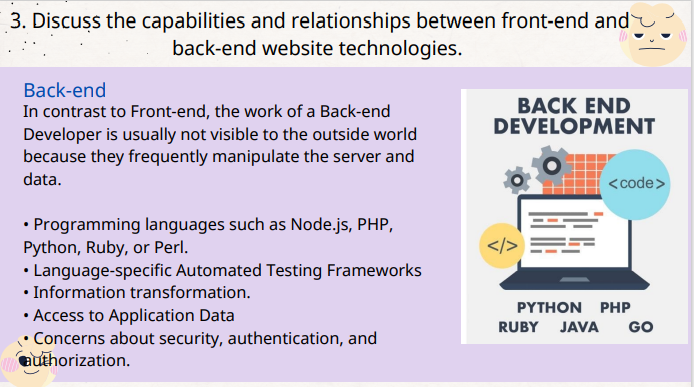 3. Discuss the capabilities and relationships between front-end and
back-end website technologies.
Back-end
In contrast to Front-end, the work of a Back-end
Developer is usually not visible to the outside world
because they frequently manipulate the server and
data.
• Programming languages such as Node.js, PHP,
Python, Ruby, or Perl.
• Language-specific Automated Testing Frameworks
• Information transformation.
• Access to Application Data
• Concerns about security, authentication, and
authorization.
BACK END
DEVELOPMENT
<code>
</>
PYTHON PHP
RUBY JAVA GO